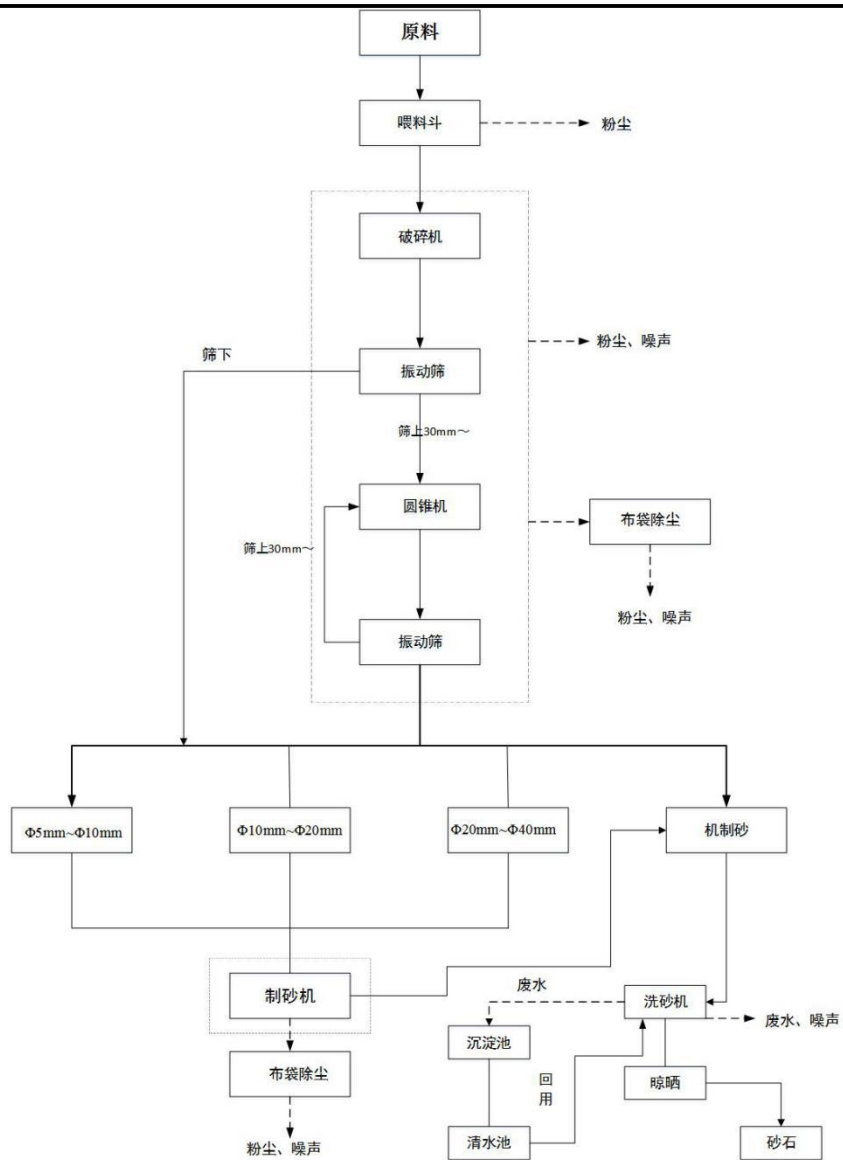 原料
喂料斗
粉尘
破碎机
粉尘、噪声
筛下
振动筛
筛上30mm～
圆锥机
布袋除尘
筛上30mm～
粉尘、噪声
振动筛
Φ5mm~Φ10mm
Φ10mm~Φ20mm
Φ20mm~Φ40mm
机制砂
制砂机
废水
洗砂机
废水、噪声
沉淀池
布袋除尘
回
用
晾晒
清水池
砂石
粉尘、噪声